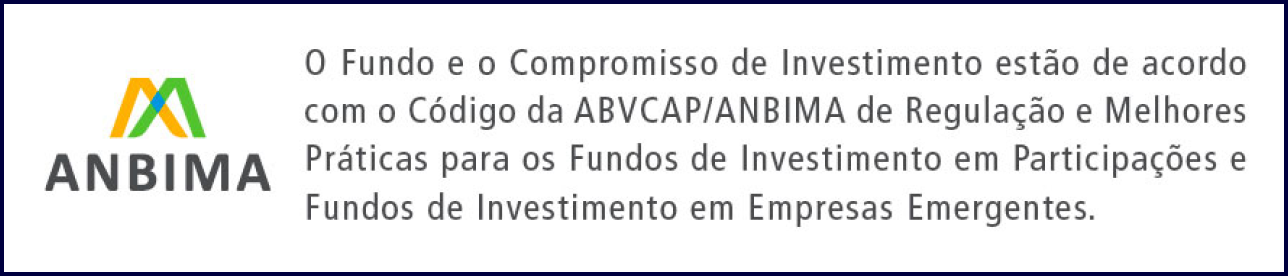 ANBIMA
O Fundo e o Compromisso de Investimento estão de acordo
com o Código da ABVCAP/ANBIMA de Regulação e Melhores
Práticas para os Fundos de Investimento em Participações e
Fundos de Investimento em Empresas Emergentes.